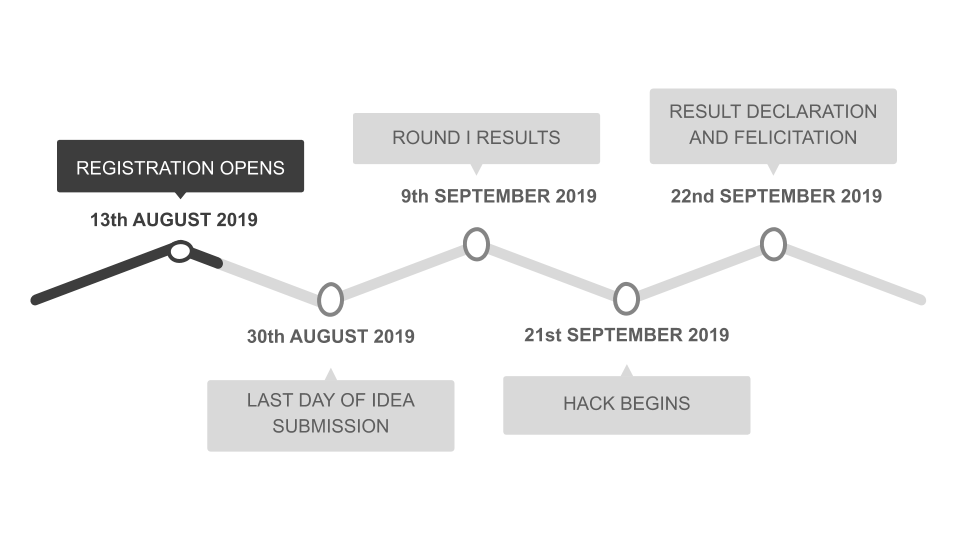 REGISTRATION OPENS
13th AUGUST 2019
30th AUGUST 2019
LAST DAY OF IDEA
SUBMISSION
ROUND I RESULTS
9th SEPTEMBER 2019
21st SEPTEMBER 2019
HACK BEGINS
RESULT DECLARATION
AND FELICITATION
22nd SEPTEMBER 2019